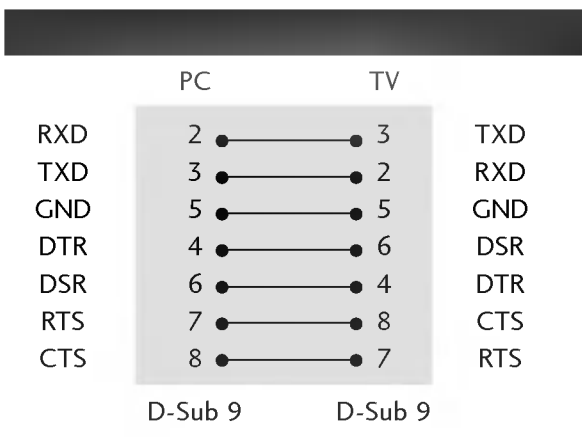 PC TV
RXD 2 3 TXD
TXD 3 2 RXD
GND 5 5 GND
DTR 4 6 DSR
DSR 6 4 DTR
RTS 7 8 CTS
CTS 8 7 RTS
D-Sub 9 D-Sub 9